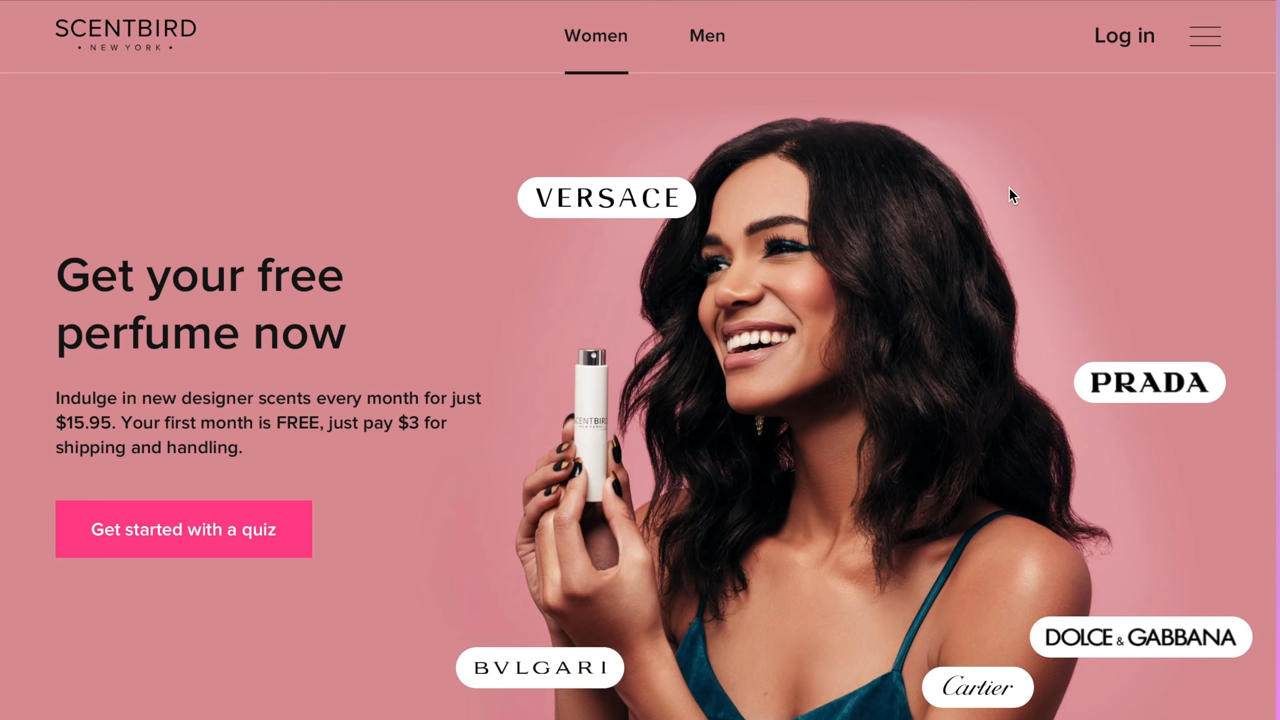 SCENTBIRD
• NEW YORK •
Women
Men
Log in
VERSACE
Get your free
perfume now
PRADA
Indulge in new designer scents every month for just
$15.95. Your first month is FREE, just pay $3 for
shipping and handling.
SCENTBIRD
Get started with a quiz
DOLCE & GABBANA
BVLGARI
Cartier